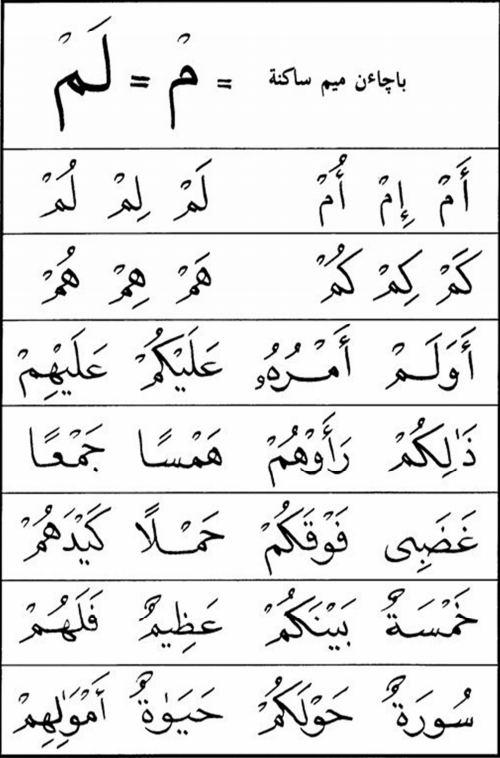 باچاءن ميم ساكنة = مْ = لَمْ
أَمْ إِمْ أُمْ لَمْ لِمْ لُمْ
كَمْ كِمْ كُمْ هَمْ هِمْ هُمْ
أَوَلَمْ أَمْرُهُۥ عَلَيْكُمْ عَلَيْهِمْ
ذَٰلِكُمْ رَأَوْهُمْ هَمْسًا جَمْعًا
غَضَبِى فَوْقَكُمْ حَمْلًا كَيْدَهُمْ
خَمْسَةٌ بَيْنَكُمْ عَظِيمٌ فَلَهُمْ
سُورَةٌ حَوْلَكُمْ حَيَوٰةٌ أَمْوَٰلِهِمْ